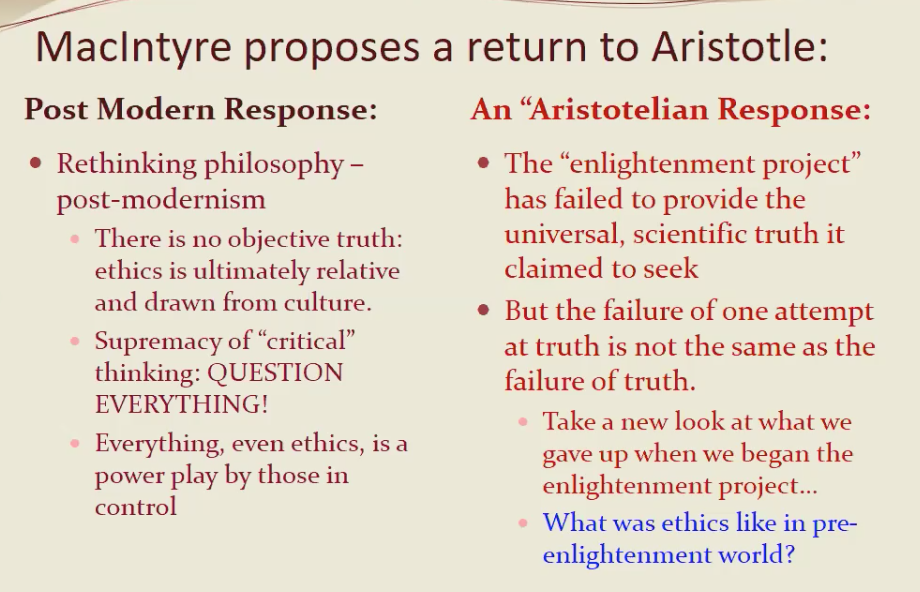 MacIntyre proposes a return to Aristotle:
Post Modern Response:
• Rethinking philosophy –
post-modernism
• There is no objective truth:
ethics is ultimately relative
and drawn from culture.
• Supremacy of “critical”
thinking: QUESTION
EVERYTHING!
• Everything, even ethics, is a
power play by those in
control
An “Aristotelian Response:
• The “enlightenment project”
has failed to provide the
universal, scientific truth it
claimed to seek
• But the failure of one attempt
at truth is not the same as the
failure of truth.
• Take a new look at what we
gave up when we began the
enlightenment project...
• What was ethics like in pre-
enlightenment world?